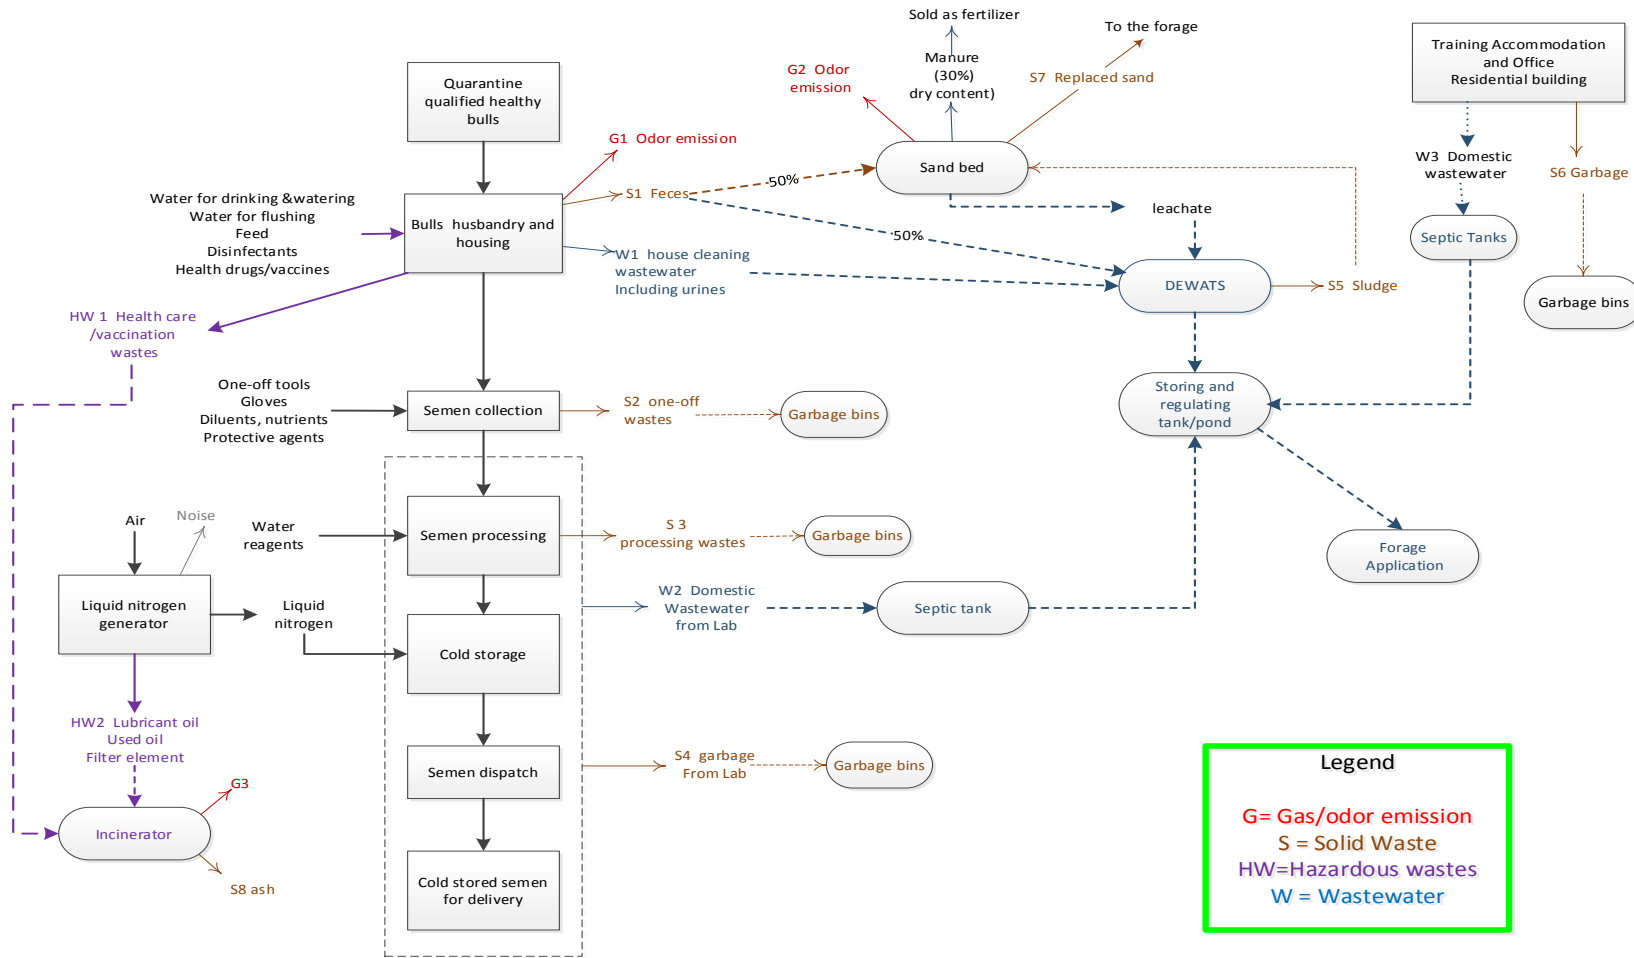 Sold as fertilizer
To the forage
Manure
(30%)
dry content)
G2 Odor
emission
S7 Replaced sand
Training Accommodation
and Office
Residential building
Quarantine
qualified healthy
bulls
G1 Odor emission
Sand bed
W3 Domestic
wastewater
S6 Garbage
50%
S1 Feces
Water for drinking &watering
Water for flushing
Feed
Disinfectants
Health drugs/vaccines
Bulls husbandry and
housing
leachate
50%
Septic Tanks
W1 house cleaning
wastewater
Including urines
DEWATS
S5 Sludge
Garbage bins
HW 1 Health care
/vaccination
wastes
One-off tools
Gloves
Diluents, nutrients
Protective agents
Semen collection
S2 one-off
wastes
Garbage bins
Storing and
regulating
tank/pond
Air
Noise
Water
reagents
Semen processing
S 3
processing wastes
Garbage bins
Forage
Application
Liquid nitrogen
generator
Liquid
nitrogen
W2 Domestic
Wastewater
from Lab
Septic tank
Cold storage
HW2 Lubricant oil
Used oil
Filter element
Semen dispatch
S4 garbage
From Lab
Garbage bins
G3
Incinerator
S8 ash
Cold stored semen
for delivery
Legend
G= Gas/odor emission
S = Solid Waste
HW=Hazardous wastes
W = Wastewater